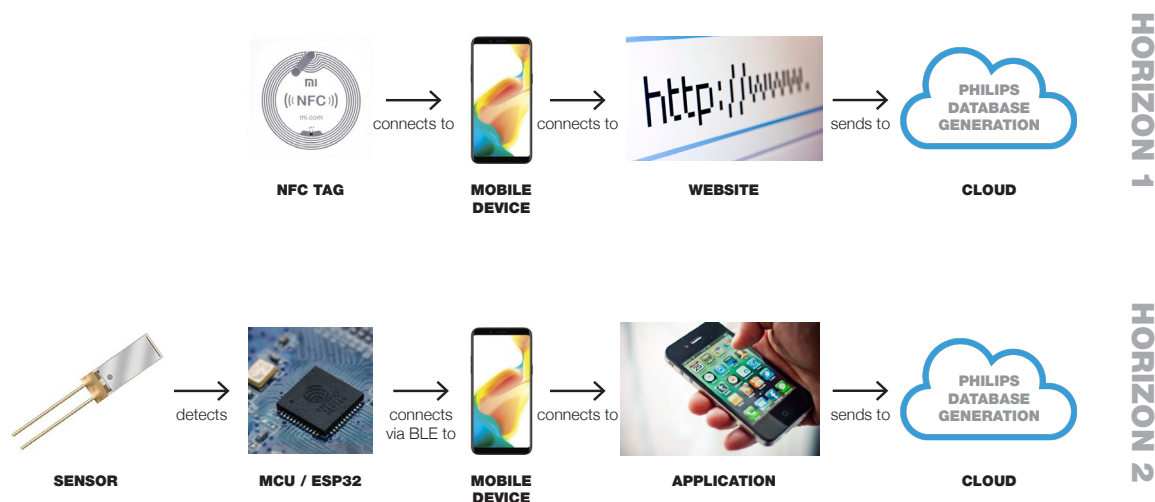 HORIZON 1
mi
((( NFC )))
mi.com
connects to
connects to
http://www.
sends to
PHILIPS
DATABASE
GENERATION
NFC TAG
MOBILE
DEVICE
WEBSITE
CLOUD
HORIZON 2
detects
connects
via BLE to
connects to
sends to
PHILIPS
DATABASE
GENERATION
SENSOR
MCU / ESP32
MOBILE
DEVICE
APPLICATION
CLOUD